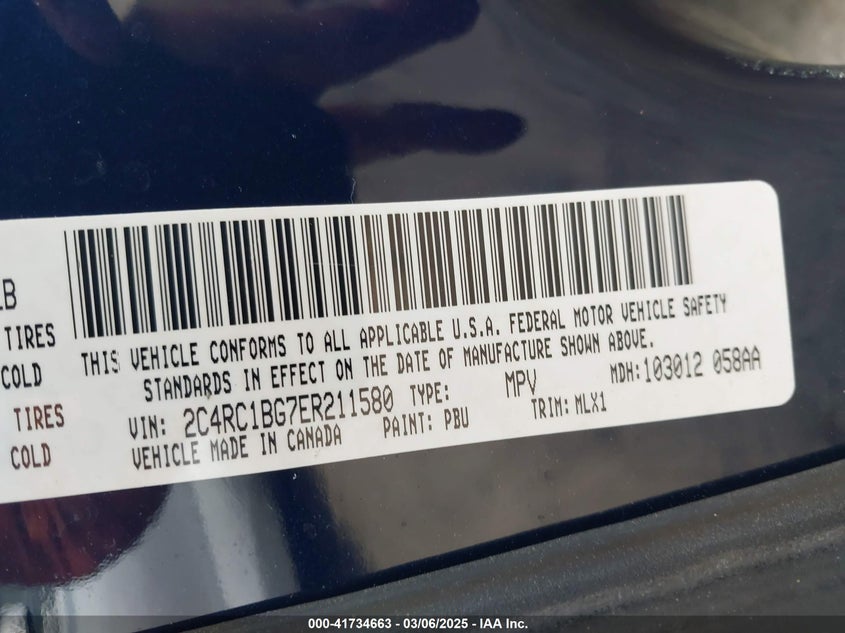 LB
TIRES
COLD
TIRES
COLD
THIS VEHICLE CONFORMS TO ALL APPLICABLE U.S.A. FEDERAL MOTOR VEHICLE SAFETY
STANDARDS IN EFFECT ON THE DATE OF MANUFACTURE SHOWN ABOVE.
MDH: 103012 058AA
VIN: 2C4RC1BG7ER211580 TYPE: MPV
VEHICLE MADE IN CANADA PAINT: PBU TRIM: MLX1
000-41734663 - 03/06/2025 - IAA Inc.